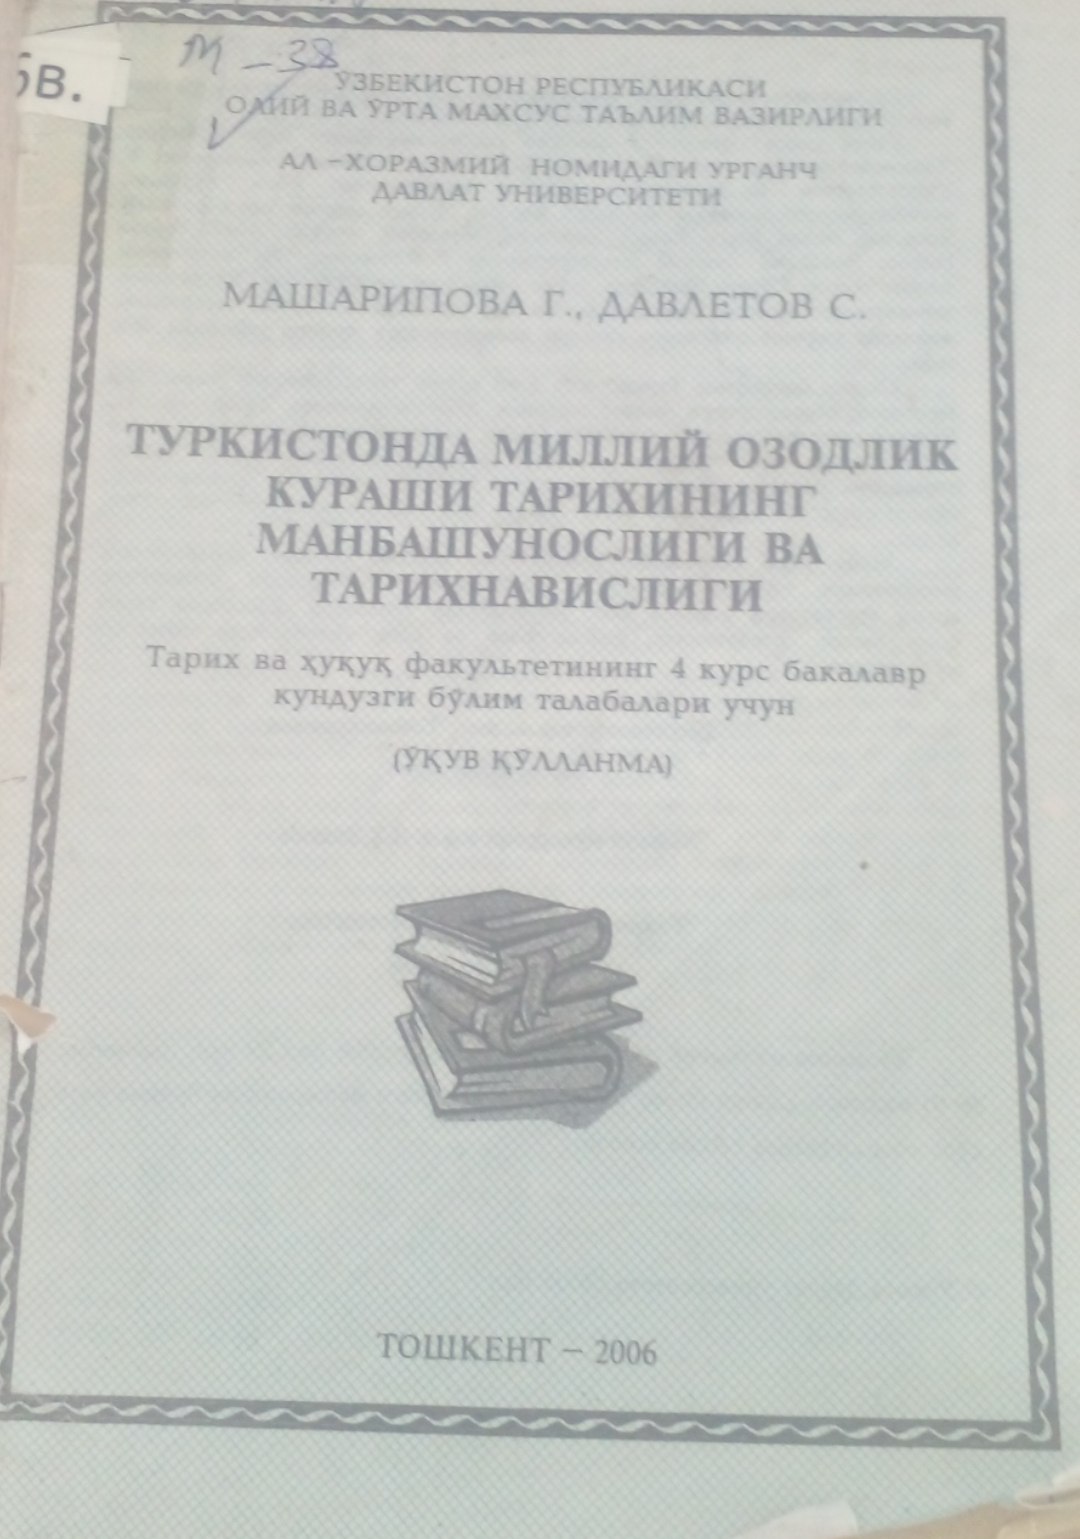 бв.
М - 38
ЎЗБЕКИСТОН РЕСПУБЛИКАСИ
ОЛИЙ ВА ЎРТА МАХСУС ТАЪЛИМ ВАЗИРЛИГИ
АЛ –ХОРАЗМИЙ НОМИДАГИ УРГАНЧ
ДАВЛАТ УНИВЕРСИТЕТИ
МАШАРИПОВА Г., ДАВЛЕТОВ С.
ТУРКИСТОНДА МИЛЛИЙ ОЗОДЛИК
КУРАШИ ТАРИХИНИНГ
МАНБАШУНОСЛИГИ ВА
ТАРИХНАВИСЛИГИ
Тарих ва ҳуқуқ факультетининг 4 курс бакалавр
кундузги бўлим талабалари учун
(ЎҚУВ ҚЎЛЛАНМА)
ТОШКЕНТ – 2006